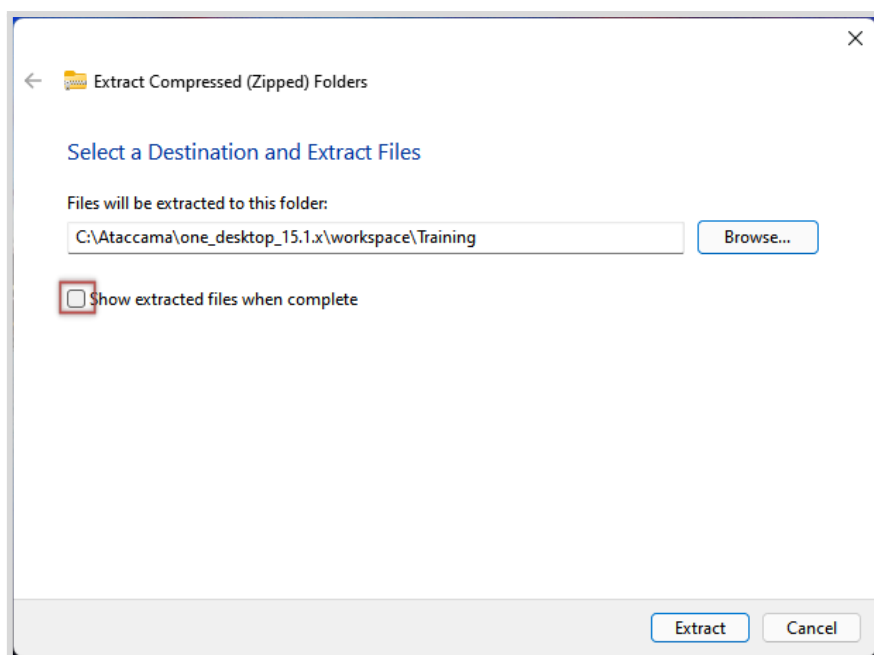 Extract Compressed (Zipped) Folders
Select a Destination and Extract Files
Files will be extracted to this folder:
C:\Ataccama\one_desktop_15.1.x\workspace\Training
Browse...
Show extracted files when complete
Extract
Cancel